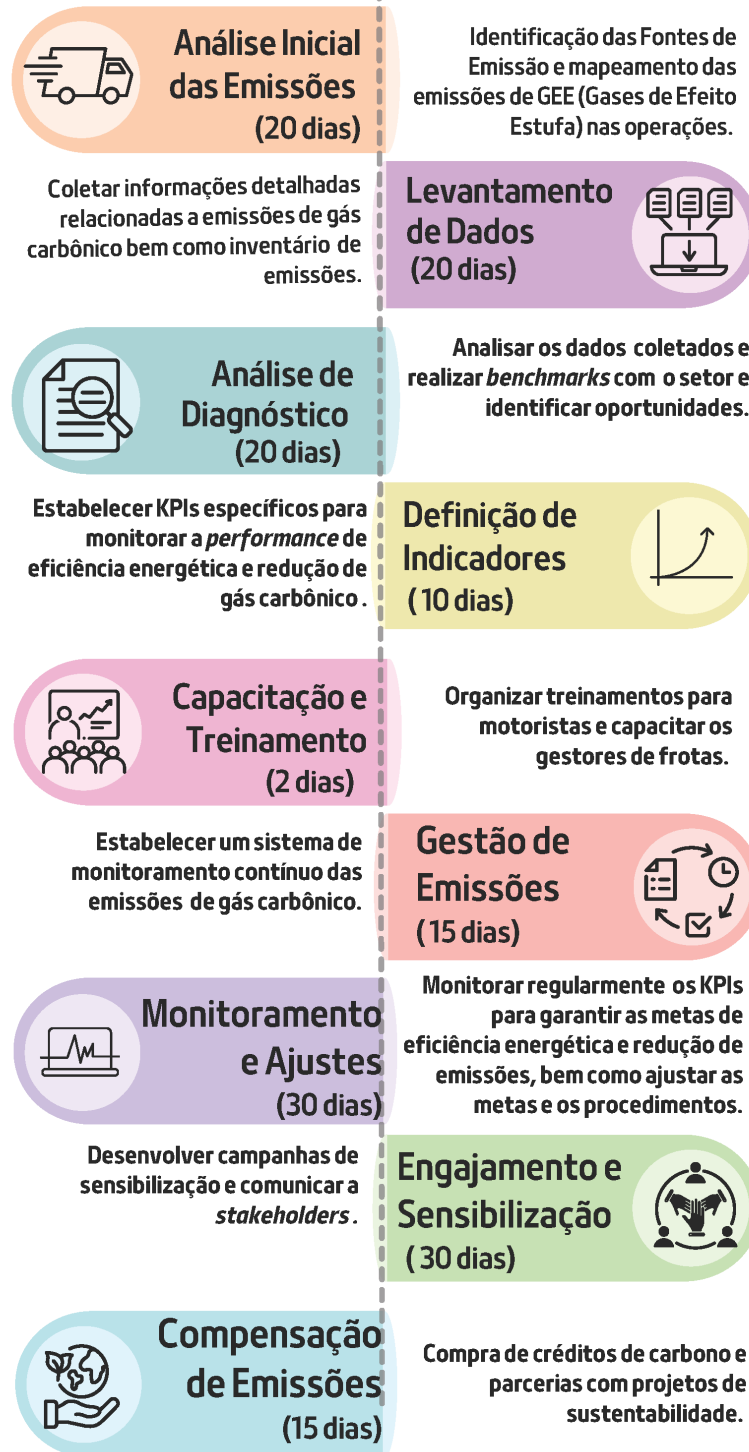 Análise Inicial
das Emissões
(20 dias)
Identificação das Fontes de
Emissão e mapeamento das
emissões de GEE (Gases de Efeito
Estufa) nas operações.
Coletar informações detalhadas
relacionadas a emissões de gás
carbônico bem como inventário de
emissões.
Levantamento
de Dados
(20 dias)
Análise de
Diagnóstico
(20 dias)
Analisar os dados coletados e
realizar benchmarks com o setor e
identificar oportunidades.
Estabelecer KPIs específicos para
monitorar a performance de
eficiência energética e redução de
gás carbônico .
Definição de
Indicadores
( 10 dias)
Capacitação e
Treinamento
(2 dias)
Organizar treinamentos para
motoristas e capacitar os
gestores de frotas.
Estabelecer um sistema de
monitoramento contínuo das
emissões de gás carbônico.
Gestão de
Emissões
( 15 dias)
Monitoramento
e Ajustes
(30 dias)
Monitorar regularmente os KPIs
para garantir as metas de
eficiência energética e redução de
emissões, bem como ajustar as
metas e os procedimentos.
Desenvolver campanhas de
sensibilização e comunicar a
stakeholders .
Engajamento e
Sensibilização
( 30 dias)
Compensação
de Emissões
(15 dias)
Compra de créditos de carbono e
parcerias com projetos de
sustentabilidade.